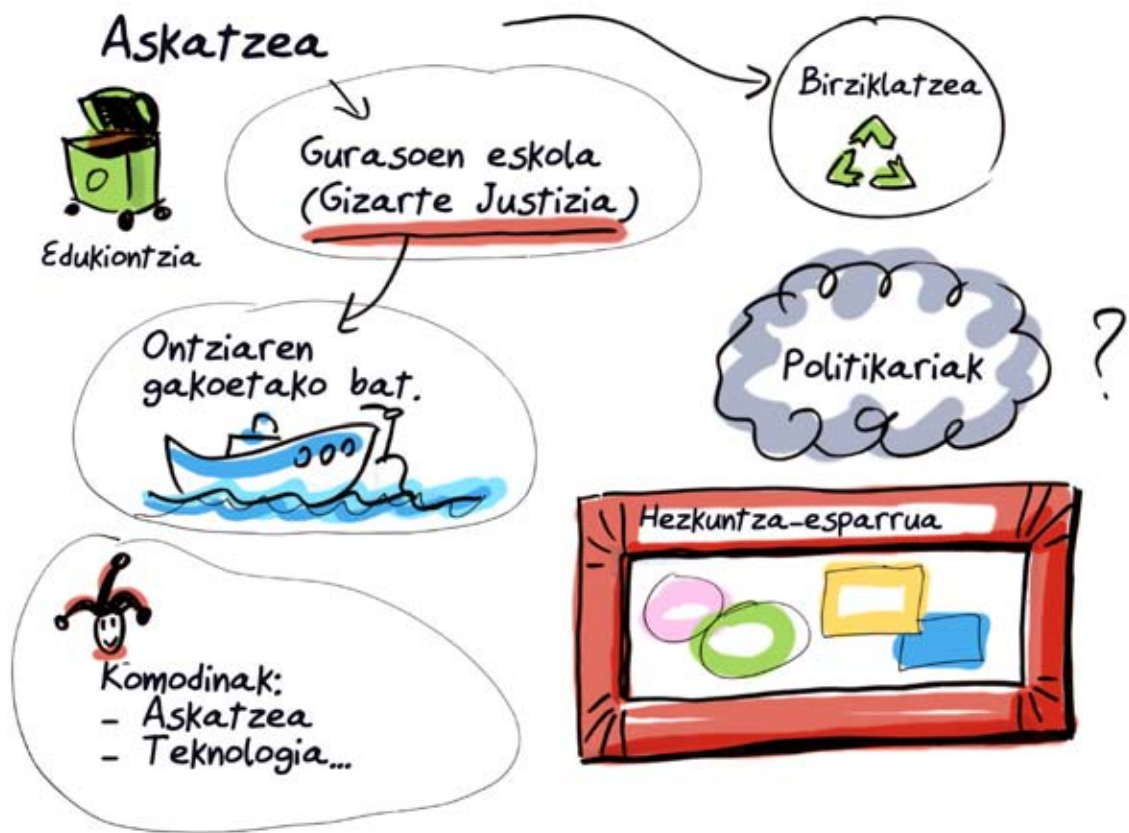 Askatzea
Birziklatzea
Gurasoen eskola
(Gizarte Justizia)
Edukiontzia
Ontziaren
gakoetako bat.
Politikariak
?
Hezkuntza-esparrua
Komodinak:
- Askatzea
- Teknologia...